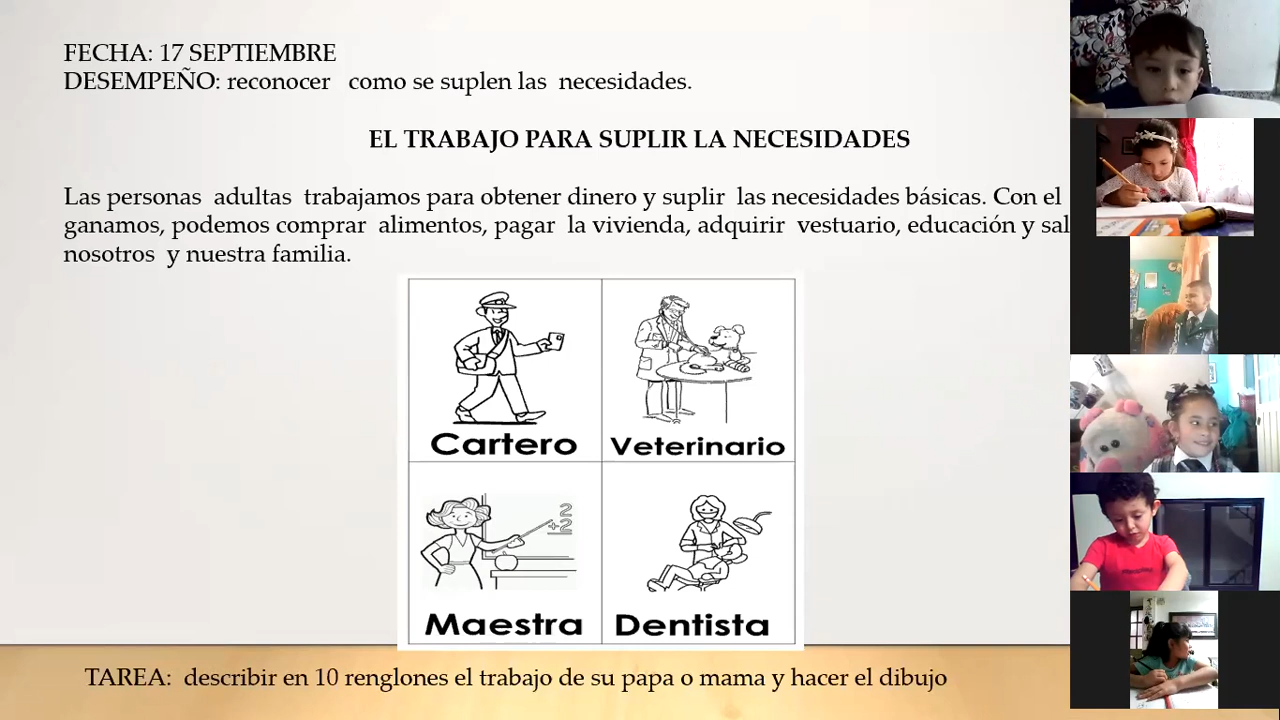 FECHA: 17 SEPTIEMBRE
DESEMPEÑO: reconocer como se suplen las necesidades.
EL TRABAJO PARA SUPLIR LA NECESIDADES
Las personas adultas trabajamos para obtener dinero y suplir las necesidades básicas. Con el
ganamos, podemos comprar alimentos, pagar la vivienda, adquirir vestuario, educación y sal
nosotros y nuestra familia.
Cartero
Veterinario
2
+2
Maestra
Dentista
TAREA: describir en 10 renglones el trabajo de su papa o mama y hacer el dibujo